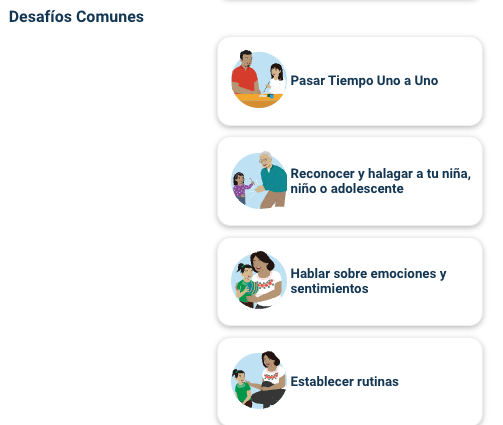 Desafíos Comunes
Pasar Tiempo Uno a Uno
Reconocer y halagar a tu niña,
niño o adolescente
Hablar sobre emociones y
sentimientos
Establecer rutinas